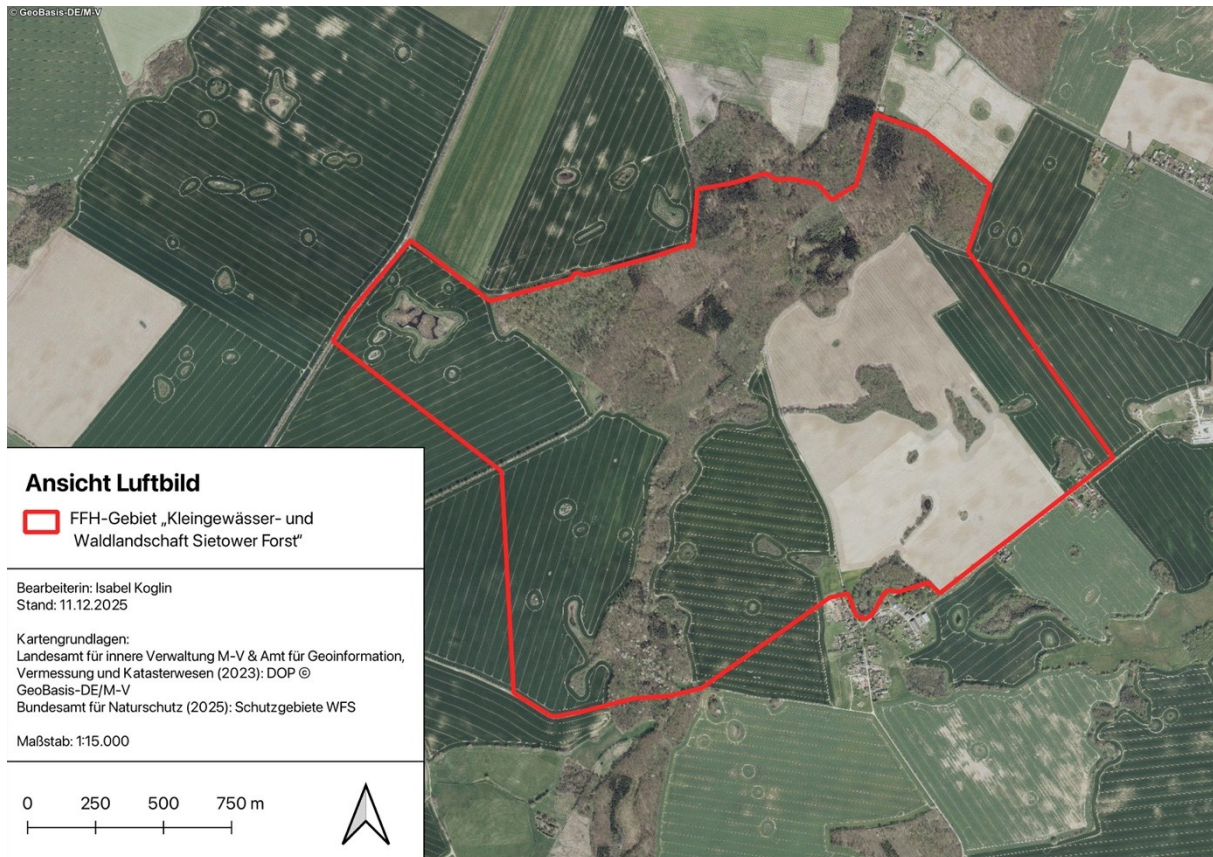 © GeoBasis-DE/M-V
Ansicht Luftbild
FFH-Gebiet „Kleingewässer- und
Waldlandschaft Sietower Forst"
Bearbeiterin: Isabel Koglin
Stand: 11.12.2025
Kartengrundlagen:
Landesamt für innere Verwaltung M-V & Amt für Geoinformation,
Vermessung und Katasterwesen (2023): DOP ©
GeoBasis-DE/M-V
Bundesamt für Naturschutz (2025): Schutzgebiete WFS
Maßstab: 1:15.000
0 250 500 750 m